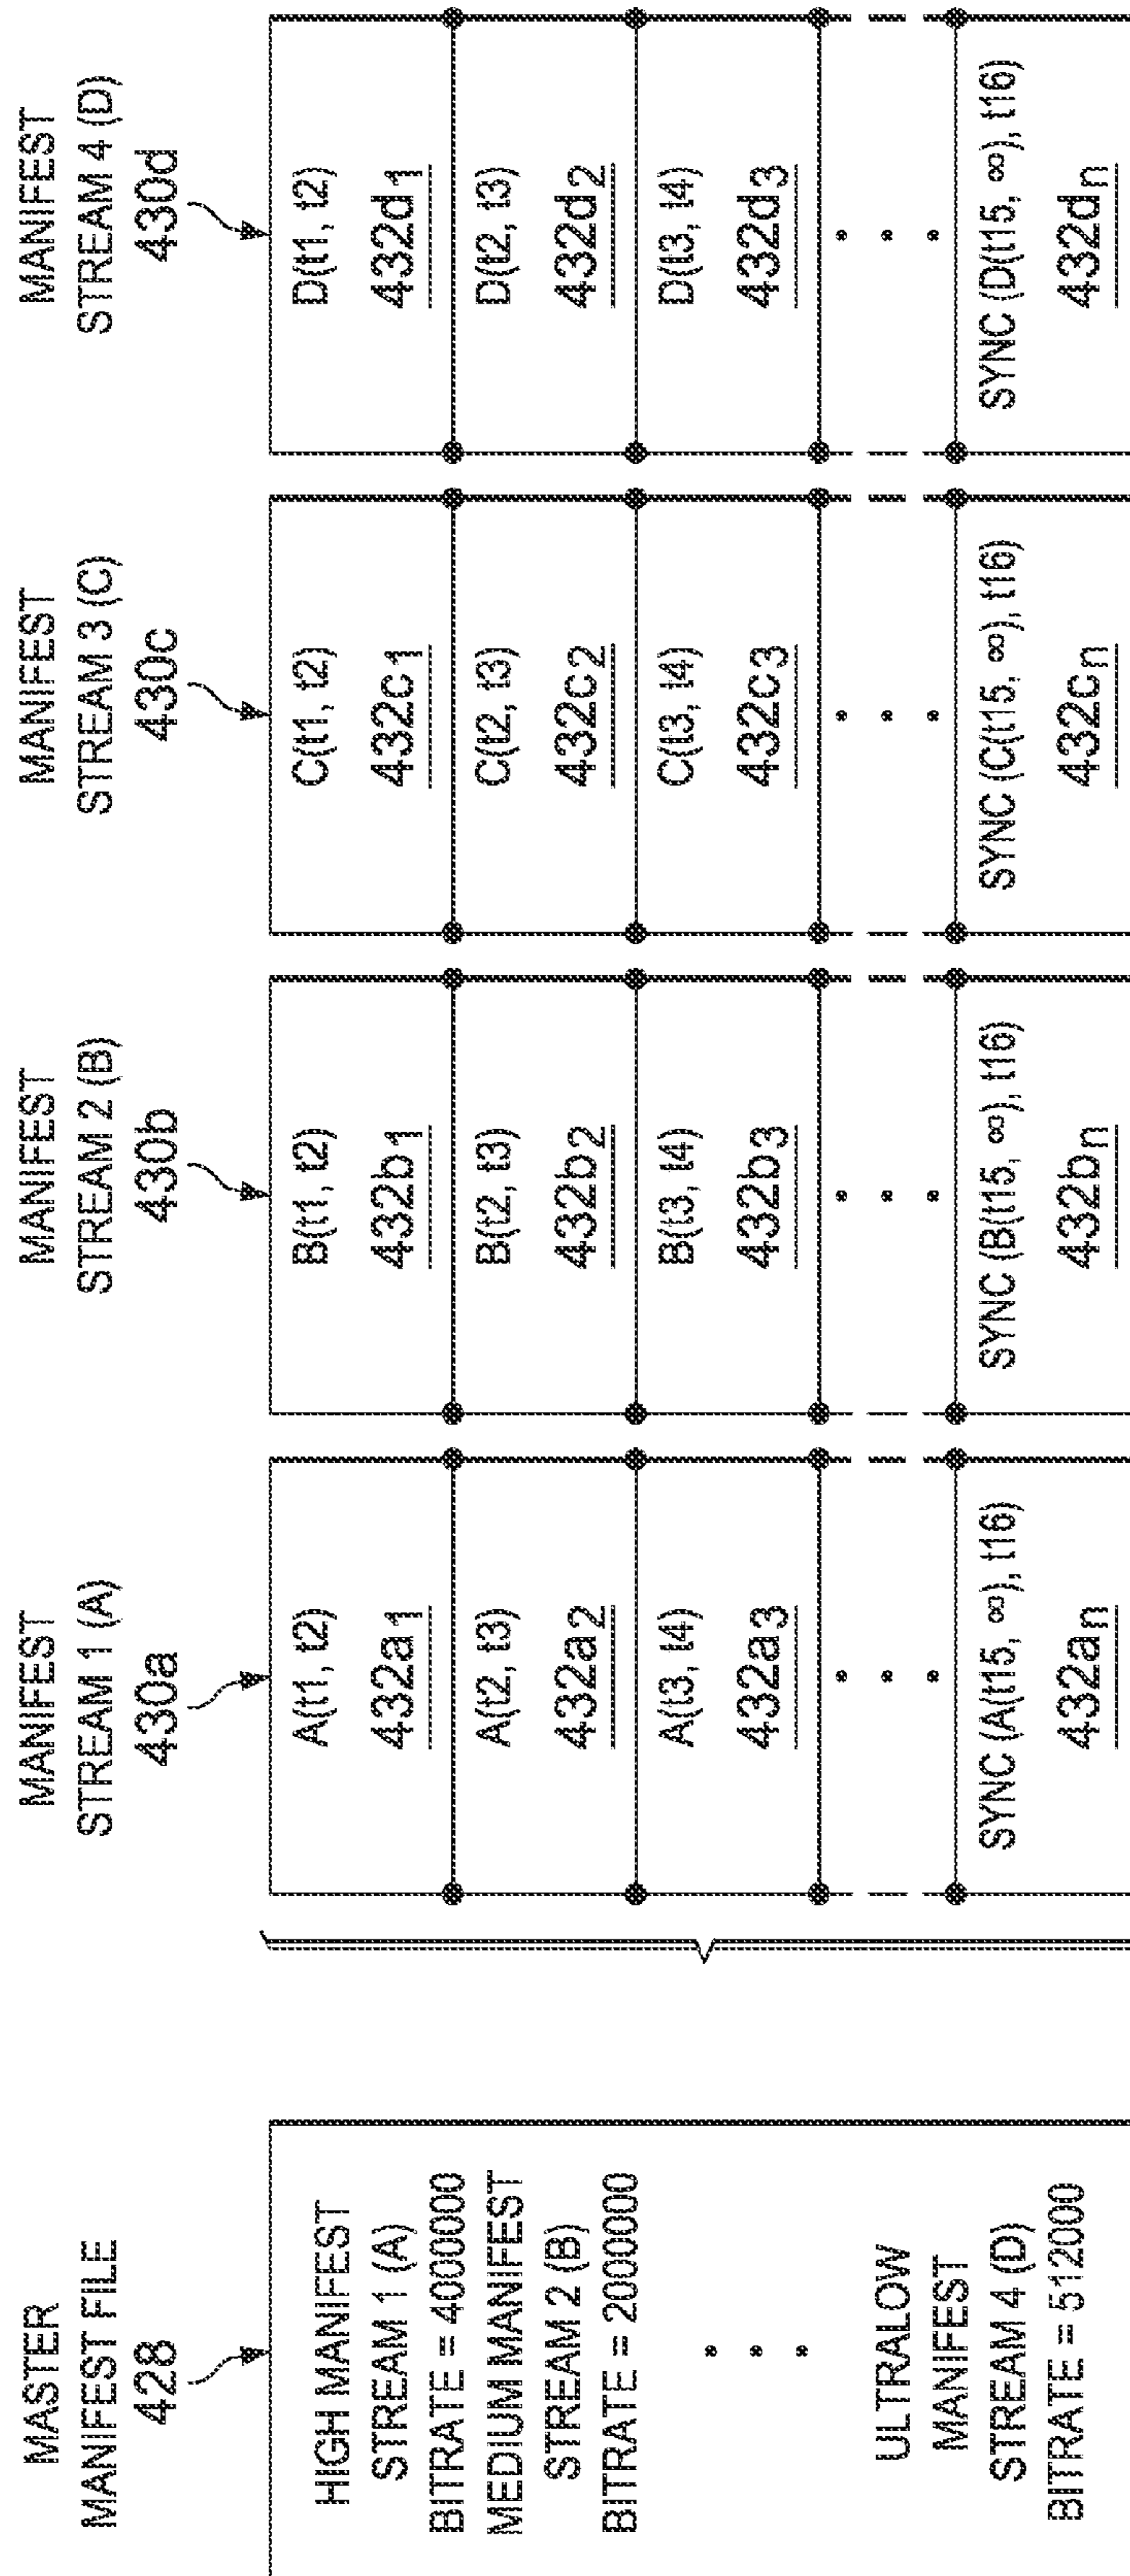 MASTER
MANIFEST FILE
428
HIGH MANIFEST
STREAM 1 (A)
BITRATE = 4000000
MEDIUM MANIFEST
STREAM 2 (B)
BITRATE = 2000000
ULTRALOW
MANIFEST
STREAM 4 (D)
BITRATE = 512000
MANIFEST
STREAM 1 (A)
430a
A(t1, t2)
432a1
A(t2, t3)
432a2
A(t3, t4)
432a3
SYNC (A(t15, ∞), t16)
432an
MANIFEST
STREAM 2 (B)
430b
B(t1, t2)
432b1
B(t2, t3)
432b2
B(t3, t4)
432b3
SYNC (B(t15, ∞), t16)
432bn
MANIFEST
STREAM 3 (C)
430c
C(t1, t2)
432c1
C(t2, t3)
432c2
C(t3, t4)
432c3
SYNC (C(t15, ∞), t16)
432cn
MANIFEST
STREAM 4 (D)
430d
D(t1, t2)
432d1
D(t2, t3)
432d2
D(t3, t4)
432d3
SYNC (D(t15, ∞), t16)
432dn